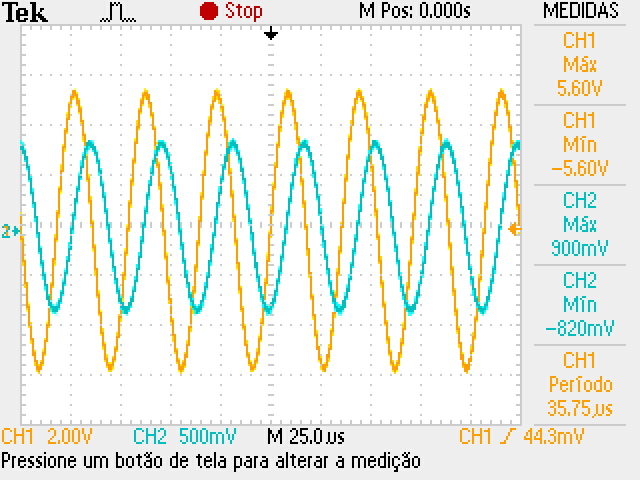 Tek Stop M Pos: 0.000s MEDIDAS
CH1
Máx
5.60V
CH1
Mín
-5.60V
CH2
Máx
900mV
CH2
Mín
-820mV
CH1
Período
35.75µs
2
CH1 2.00V CH2 500mV M 25.0µs CH1 44.3mV
Pressione um botão de tela para alterar a medição